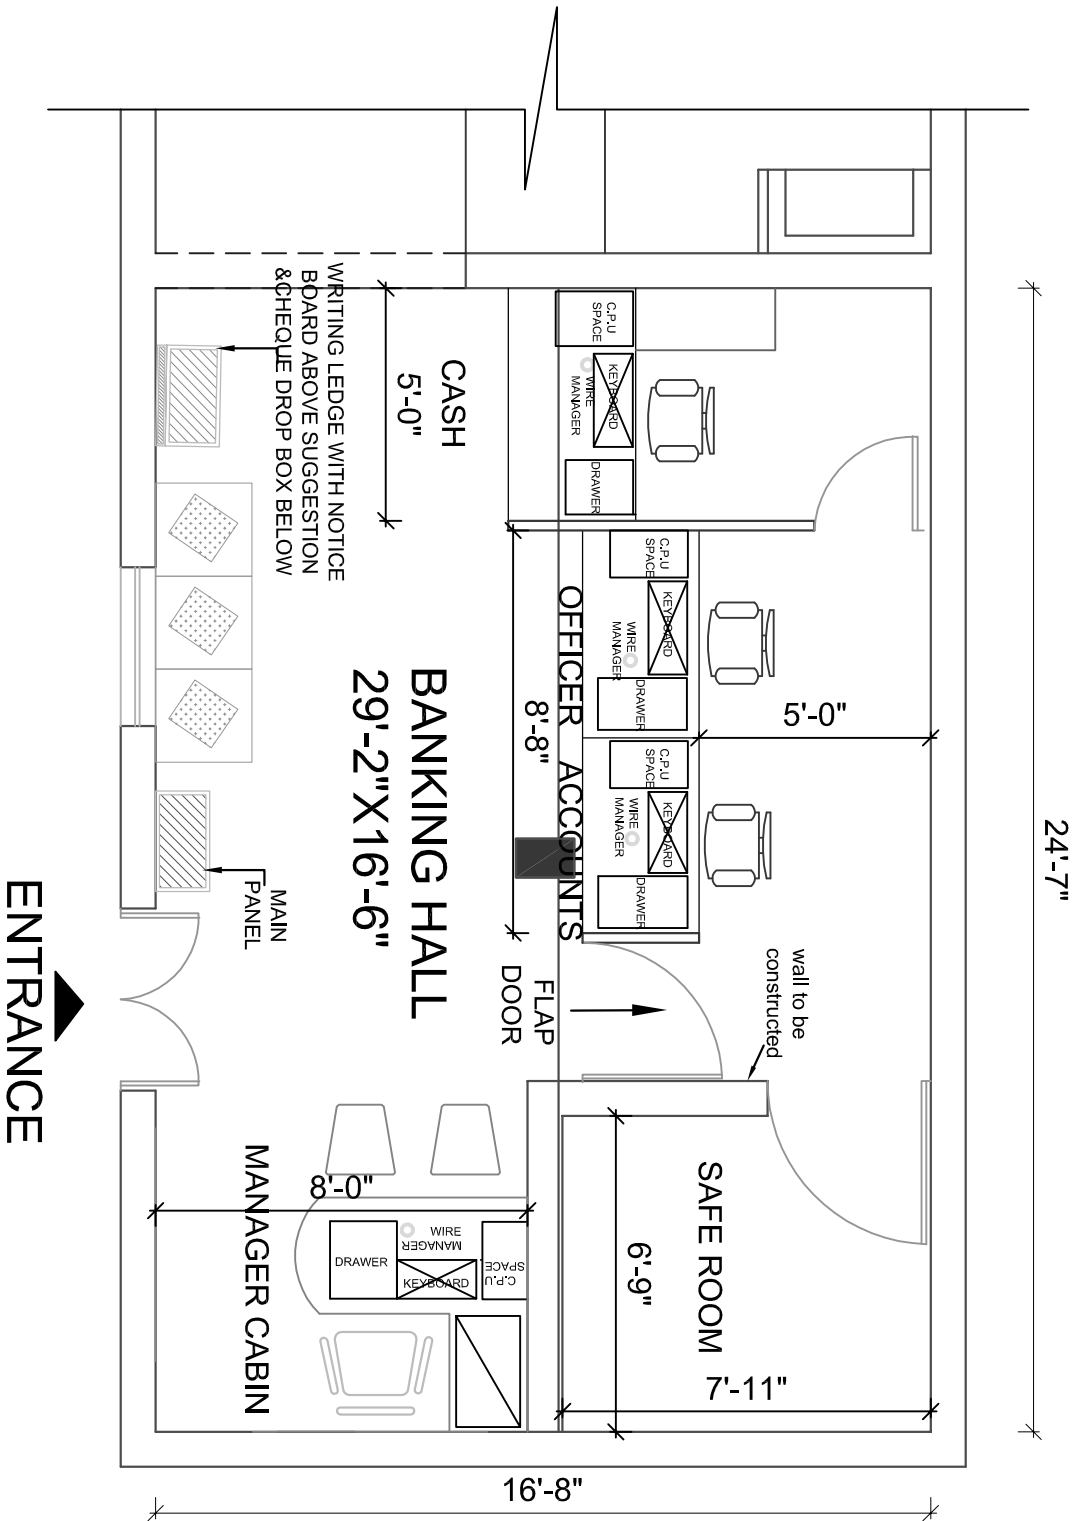 WRITING LEDGE WITH NOTICE
BOARD ABOVE SUGGESTION
&CHEQUE DROP BOX BELOW
CASH
5'-0"
C.P.U
SPACE
KEYBOARD
WIRE
MANAGER
DRAWER
C.P.U
SPACE
KEYBOARD
WIRE
MANAGER
DRAWER
C.P.U
SPACE
KEYBOARD
WIRE
MANAGER
DRAWER
OFFICER ACCOUNTS
8'-8"
5'-0"
24'-7"
BANKING HALL
29'-2"X16'-6"
MAIN
PANEL
ENTRANCE
FLAP
DOOR
wall to be
constructed
SAFE ROOM
6'-9"
7'-11"
MANAGER CABIN
8'-0"
DRAWER
WIRE
MANAGER
KEYBOARD
C.P.U
SPACE
16'-8"